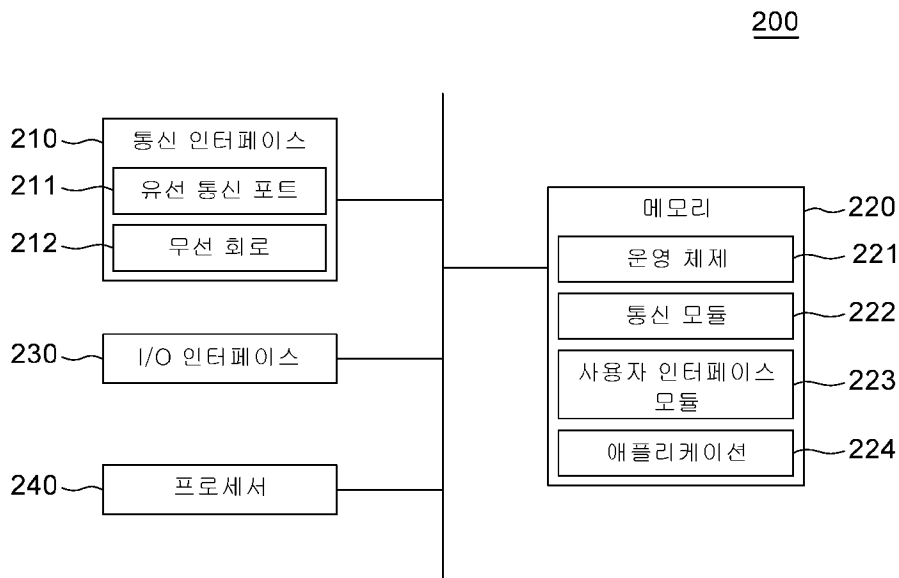 200
210
통신 인터페이스
211
유선 통신 포트
212
무선 회로
230
I/O 인터페이스
240
프로세서
메모리
220
운영 체제
221
통신 모듈
222
사용자 인터페이스
모듈
223
애플리케이션
224